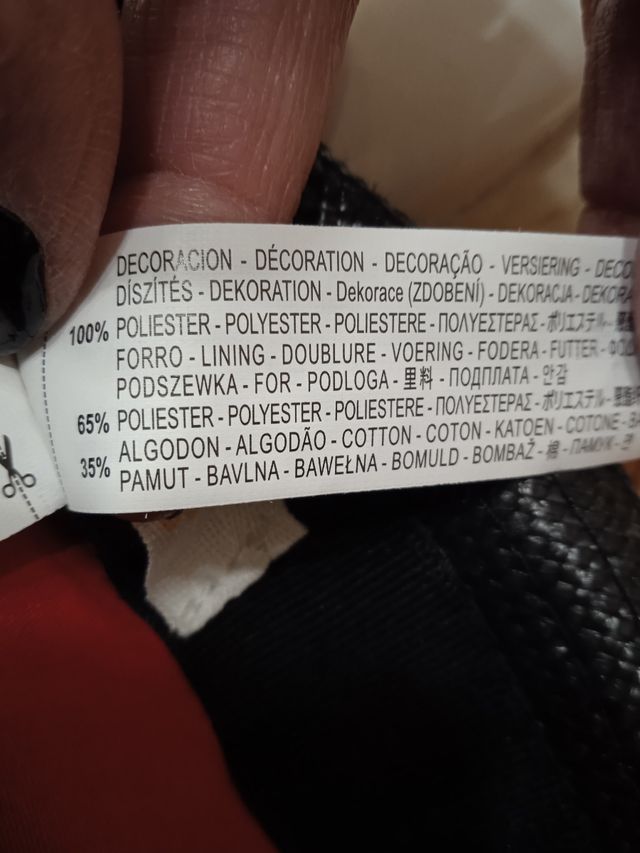 DECORACION - DÉCORATION - DECORAÇÃO - VERSIERING - DECO
DÍSZÍTÉS - DEKORATION - Dekorace (ZDOBENÍ) - DEKORACJA - DEKORA
100% POLIESTER - POLYESTER - POLIESTERE - ΠΟΛΥΕΣΤΕΡΑΣ - ポリエステル -
FORRO - LINING - DOUBLURE - VOERING - FODERA - FUTTER -
PODSZEWKA - FOR - PODLOGA - 里料 - ПОДПЛАТА - 안감
65% POLIESTER - POLYESTER - POLIESTERE - ΠΟΛΥΕΣΤΕΡΑΣ - ポリエステル -
35% ALGODON - ALGODÃO - COTTON - COTON - KATOEN - COTONE -
PAMUT - BAVLNA - BAWEŁNA - BOMULD - BOMBAŽ - 棉 - ПАМУК -